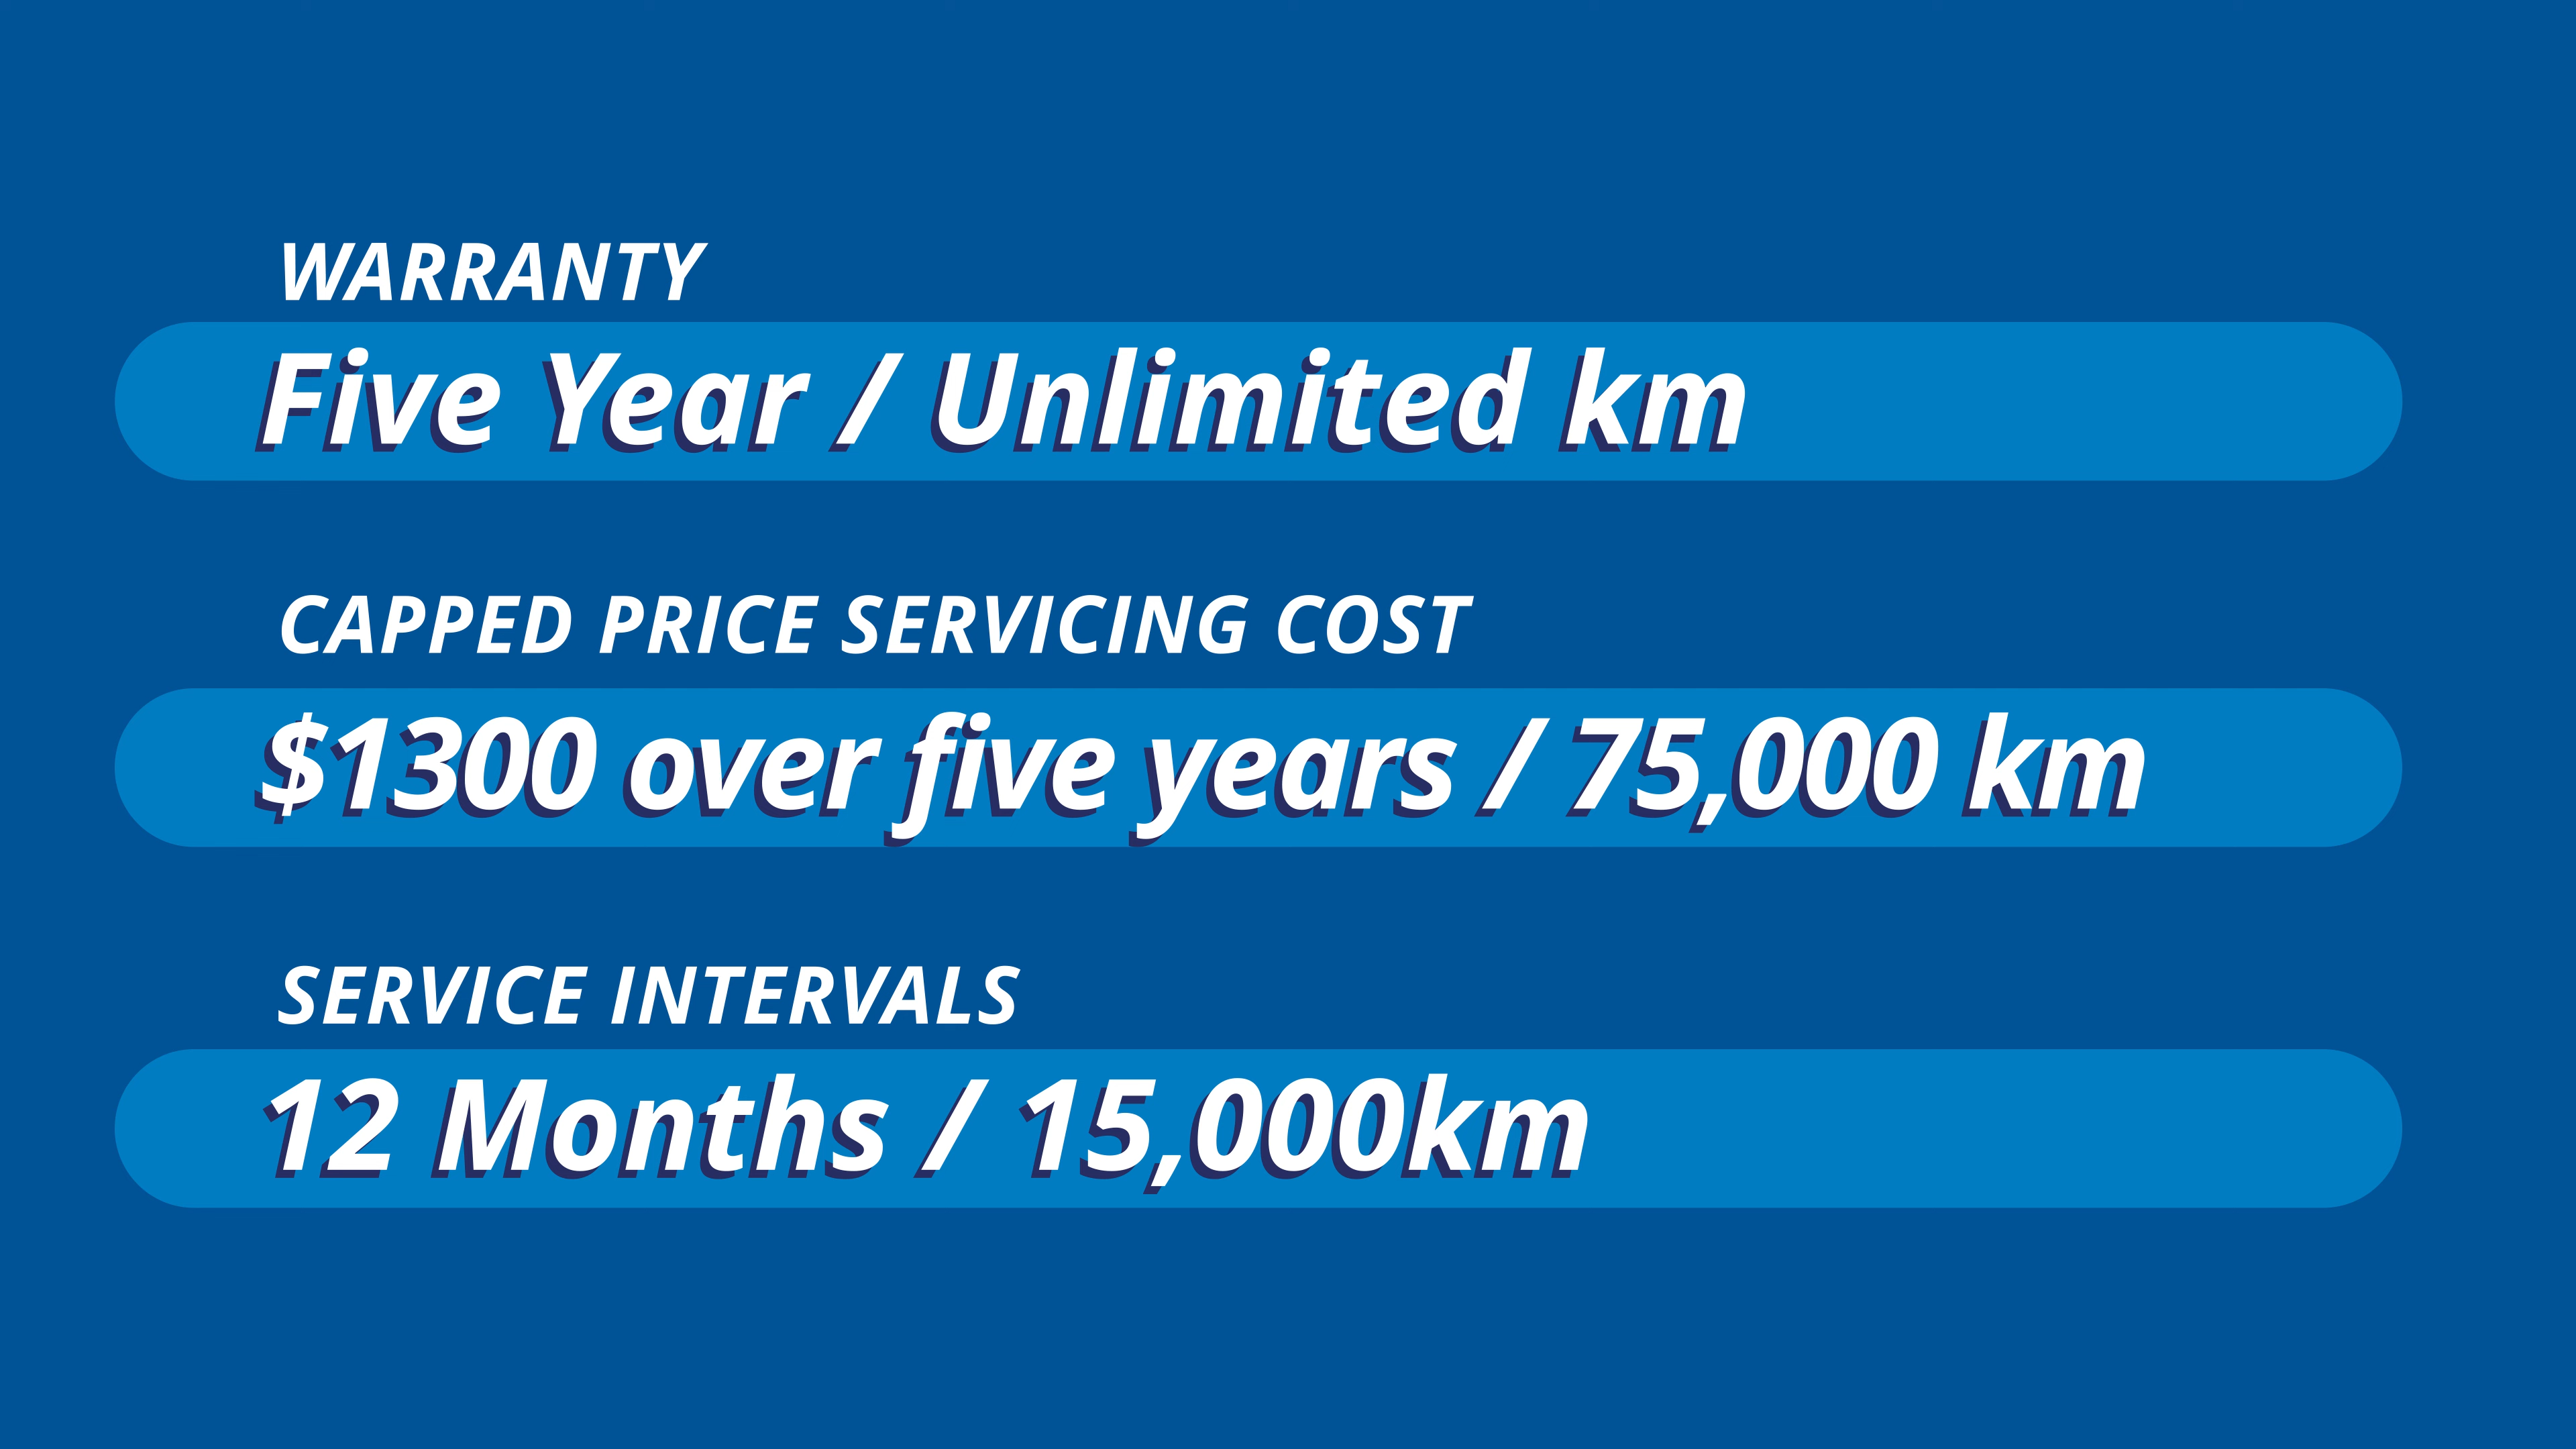 WARRANTY
Five Year / Unlimited km
CAPPED PRICE SERVICING COST
$1300 over five years / 75,000 km
SERVICE INTERVALS
12 Months / 15,000km